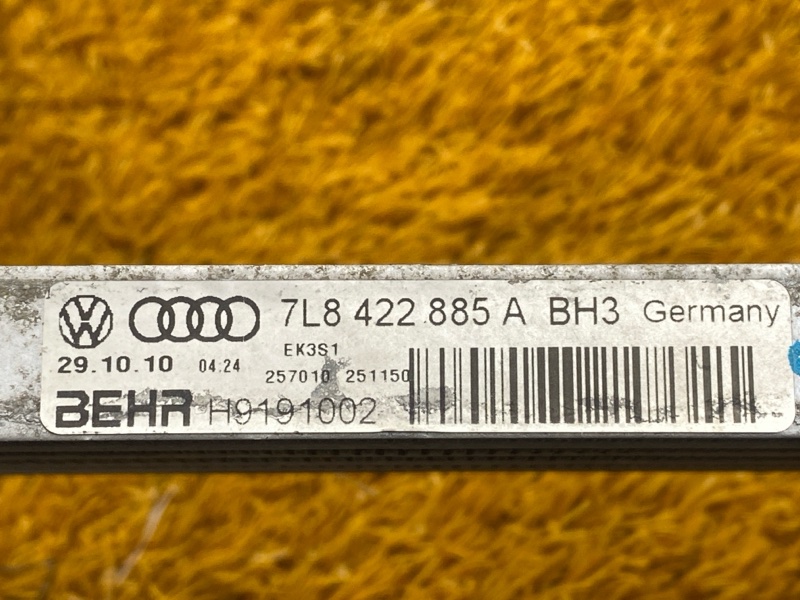 7L8 422 885 A BH3 Germany
29.10.10 04:24 EK3S1
257010 251150
BEHR H9191002